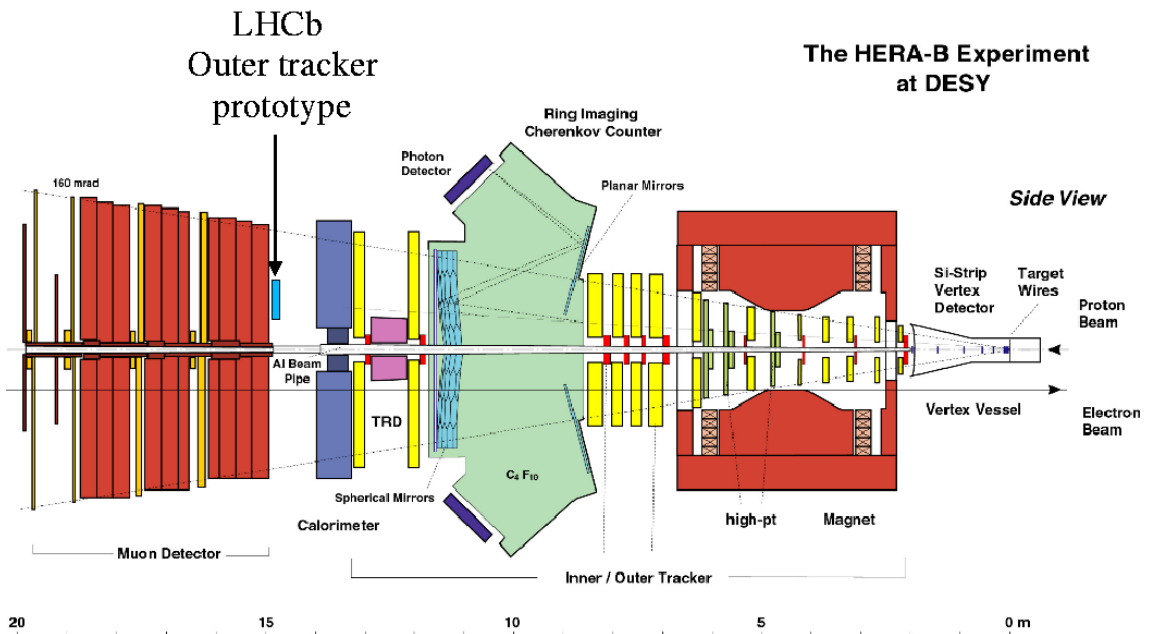 LHCb
Outer tracker
prototype
The HERA-B Experiment
at DESY
Ring Imaging
Cherenkov Counter
Photon
Detector
Planar Mirrors
160 mrad
Side View
Si-Strip
Vertex
Detector
Target
Wires
Proton
Beam
Al Beam
Pipe
TRD
Vertex Vessel
Electron
Beam
C₄ F₁₀
Spherical Mirrors
Calorimeter
high-pt
Magnet
Muon Detector
Inner / Outer Tracker
20 15 10 5 0 m